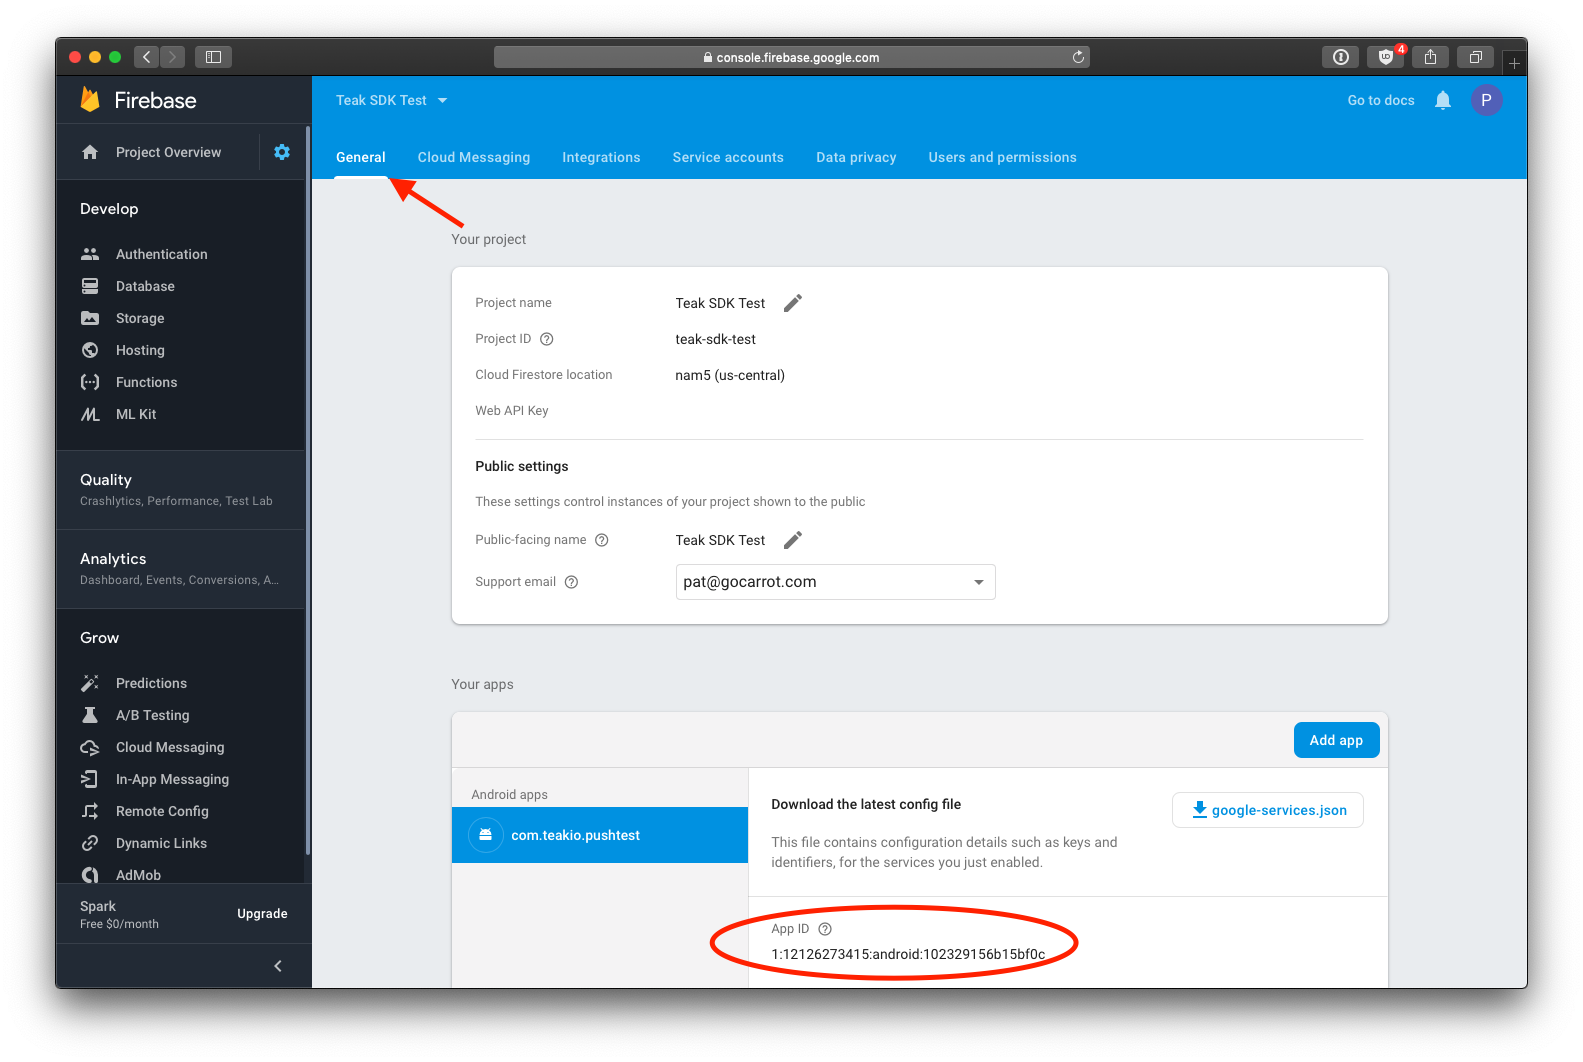 console.firebase.google.com
4
Firebase
Project Overview
Develop
Authentication
Database
Storage
Hosting
Functions
ML Kit
Quality
Crashlytics, Performance, Test Lab
Analytics
Dashboard, Events, Conversions, A...
Grow
Predictions
A/B Testing
Cloud Messaging
In-App Messaging
Remote Config
Dynamic Links
AdMob
Spark
Free $0/month
Upgrade
Teak SDK Test
Go to docs
P
General Cloud Messaging Integrations Service accounts Data privacy Users and permissions
Your project
Project name Teak SDK Test
Project ID teak-sdk-test
Cloud Firestore location nam5 (us-central)
Web API Key
Public settings
These settings control instances of your project shown to the public
Public-facing name Teak SDK Test
Support email pat@gocarrot.com
Your apps
Add app
Android apps
com.teakio.pushtest
Download the latest config file
google-services.json
This file contains configuration details such as keys and
identifiers, for the services you just enabled.
App ID
1:12126273415:android:102329156b15bf0c